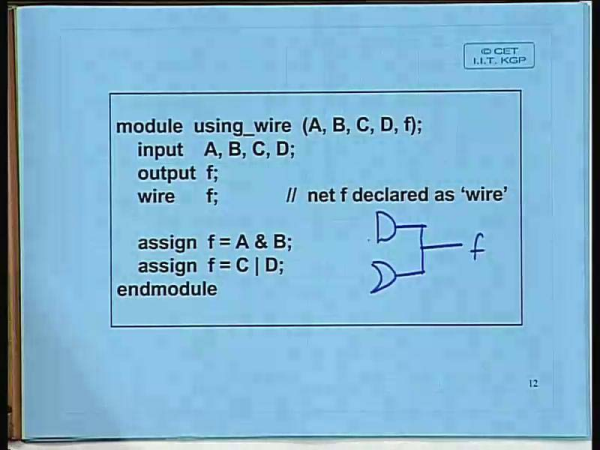 © CET
I.I.T. KGP
module using_wire (A, B, C, D, f);
input A, B, C, D;
output f;
wire f; // net f declared as 'wire'
assign f = A & B;
assign f = C | D;
endmodule
f
12